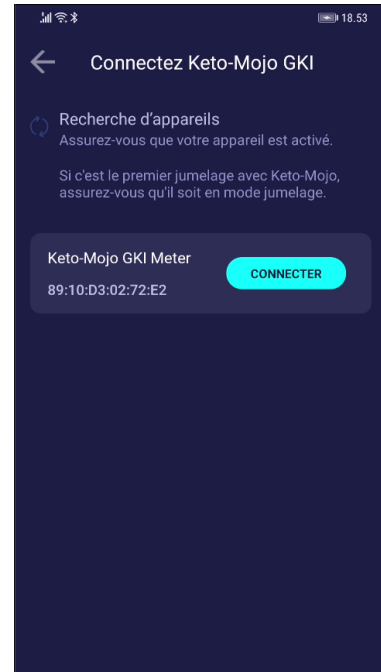 18.53
Connectez Keto-Mojo GKI
Recherche d'appareils
Assurez-vous que votre appareil est activé.
Si c'est le premier jumelage avec Keto-Mojo,
assurez-vous qu'il soit en mode jumelage.
Keto-Mojo GKI Meter
CONNECTER
89:10:D3:02:72:E2